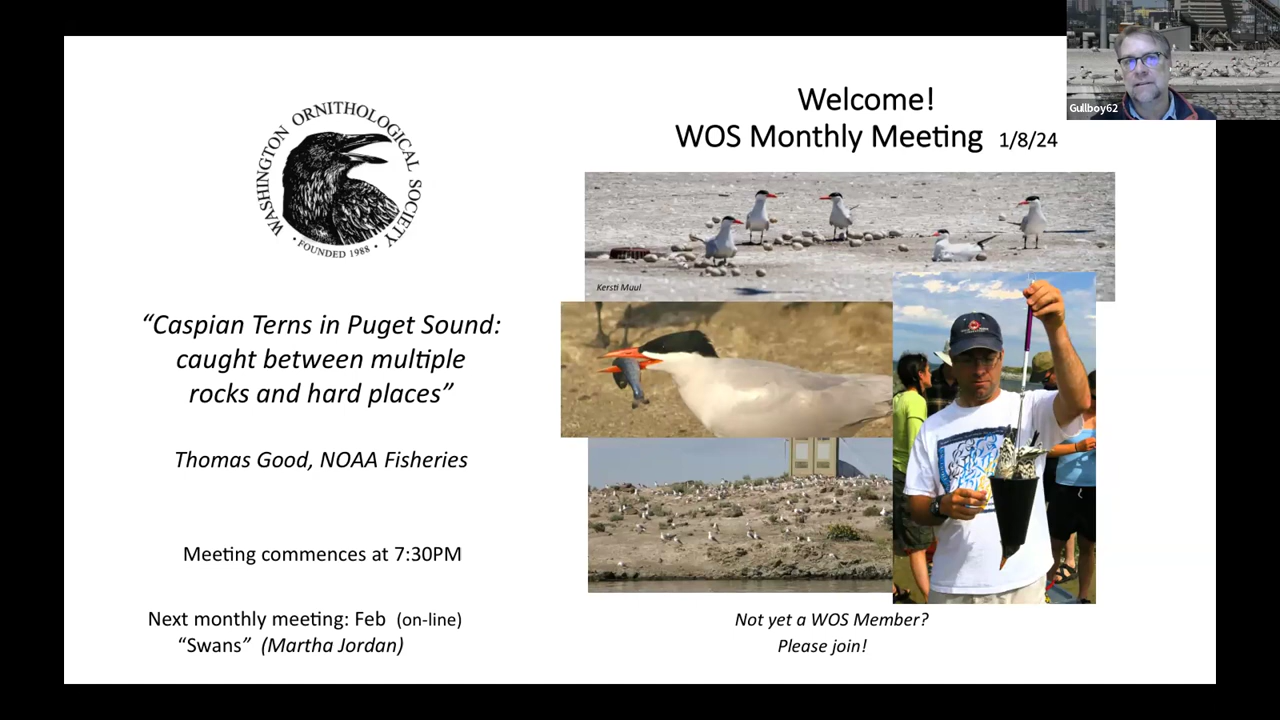 WASHINGTON ORNITHOLOGICAL SOCIETY
• FOUNDED 1988 •
Welcome!
WOS Monthly Meeting 1/8/24
Gullboy62
Kersti Muul
“Caspian Terns in Puget Sound:
caught between multiple
rocks and hard places”
Thomas Good, NOAA Fisheries
Meeting commences at 7:30PM
Next monthly meeting: Feb (on-line)
“Swans” (Martha Jordan)
Not yet a WOS Member?
Please join!